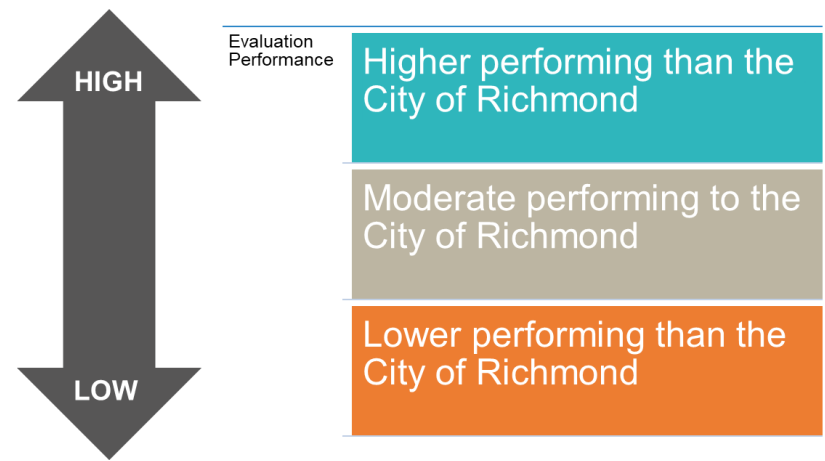 HIGH
Evaluation
Performance
Higher performing than the
City of Richmond
Moderate performing to the
City of Richmond
Lower performing than the
City of Richmond
LOW